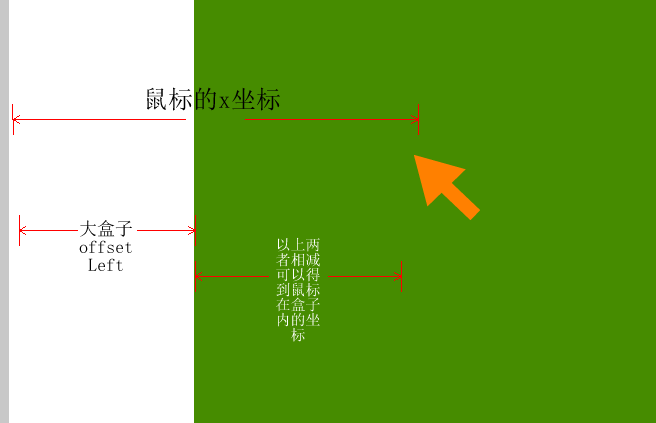 鼠标的x坐标
大盒子
offset
Left
以上两
者相减
可以得
到鼠标
在盒子
内的坐
标